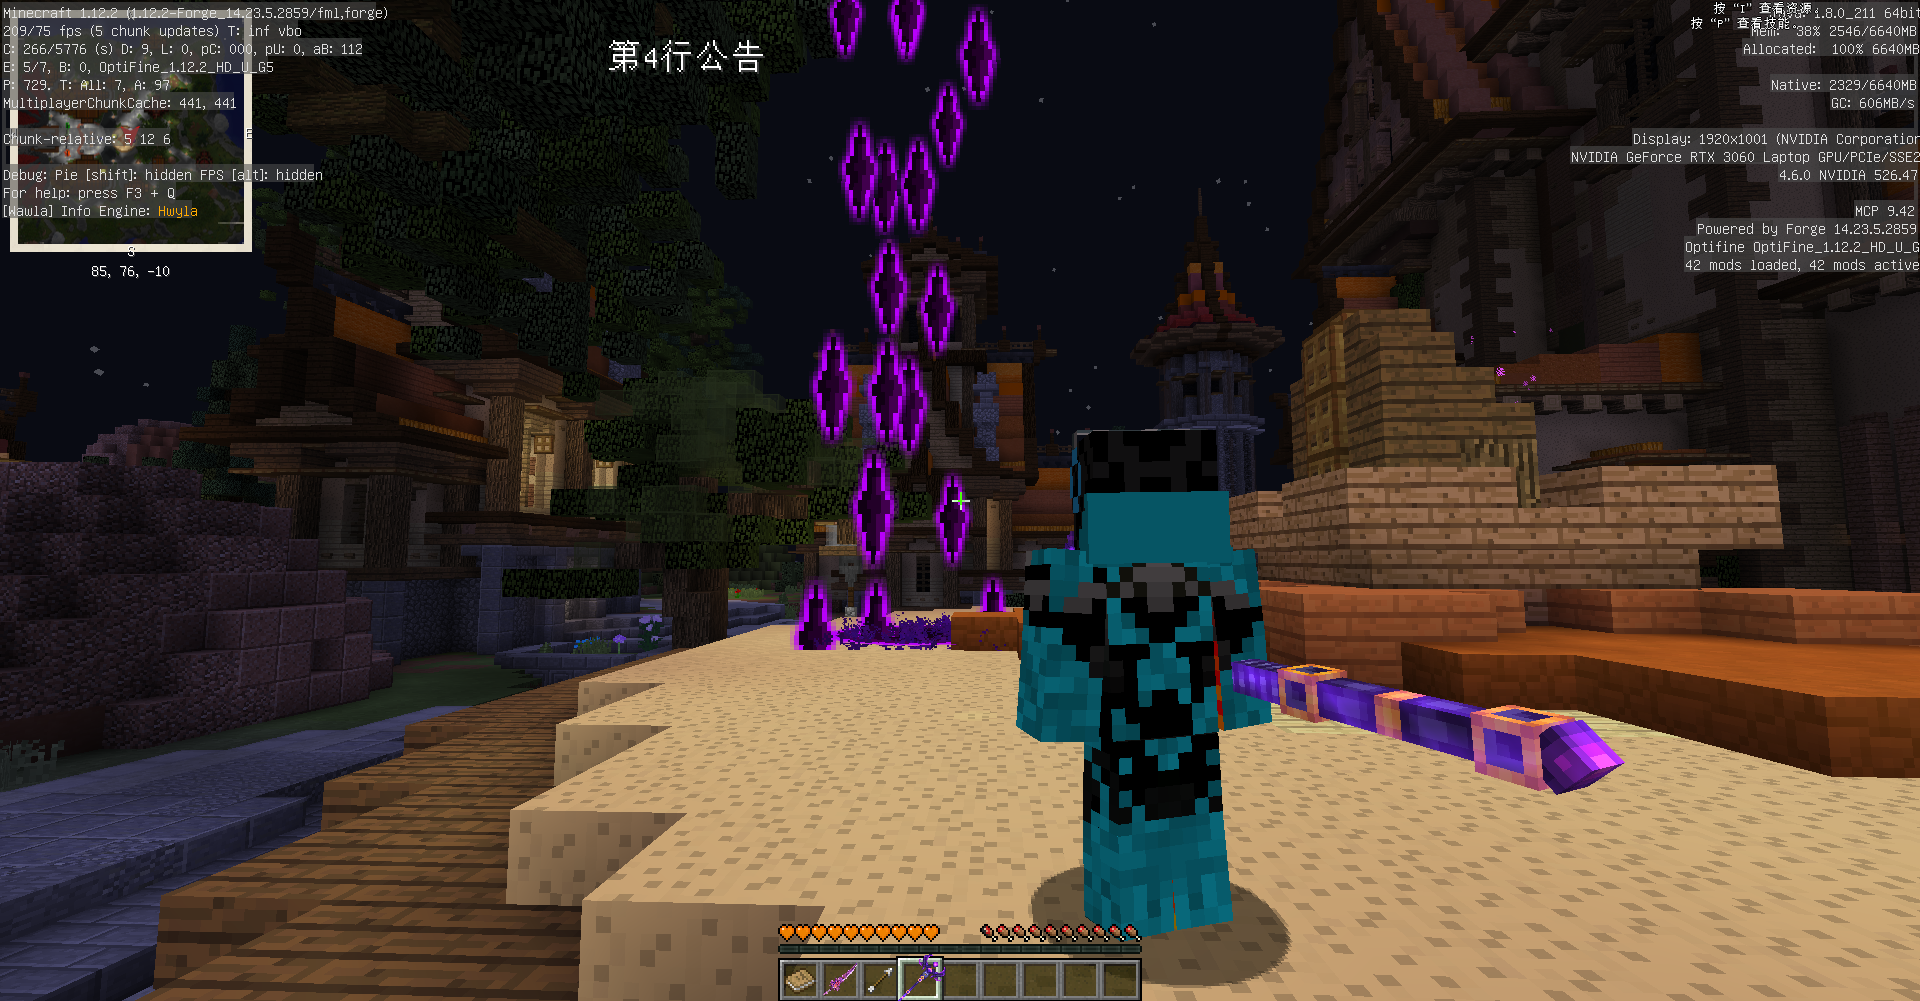 Minecraft 1.12.2 (1.12.2-Forge_14.23.5.2859/fml,forge)
209/75 fps (5 chunk updates) T: inf vbo
C: 266/5776 (s) D: 9, L: 0, pC: 000, pU: 0, aB: 112
E: 5/7, B: 0, OptiFine_1.12.2_HD_U_G5
P: 729. T: All: 7, A: 97
MultiplayerChunkCache: 441, 441
Chunk-relative: 5 12 6
E
Debug: Pie [shift]: hidden FPS [alt]: hidden
For help: press F3 + Q
[Wawla] Info Engine: Hwyla
S
85, 76, -10
第4行公告
按 "I" 查看资源
按 "P" 查看技能
1.8.0_211 64bit
Mem: 38% 2546/6640MB
Allocated: 100% 6640MB
Native: 2329/6640MB
GC: 606MB/s
Display: 1920x1001 (NVIDIA Corporation
NVIDIA GeForce RTX 3060 Laptop GPU/PCIe/SSE2
4.6.0 NVIDIA 526.47
MCP 9.42
Powered by Forge 14.23.5.2859
Optifine OptiFine_1.12.2_HD_U_G
42 mods loaded, 42 mods active